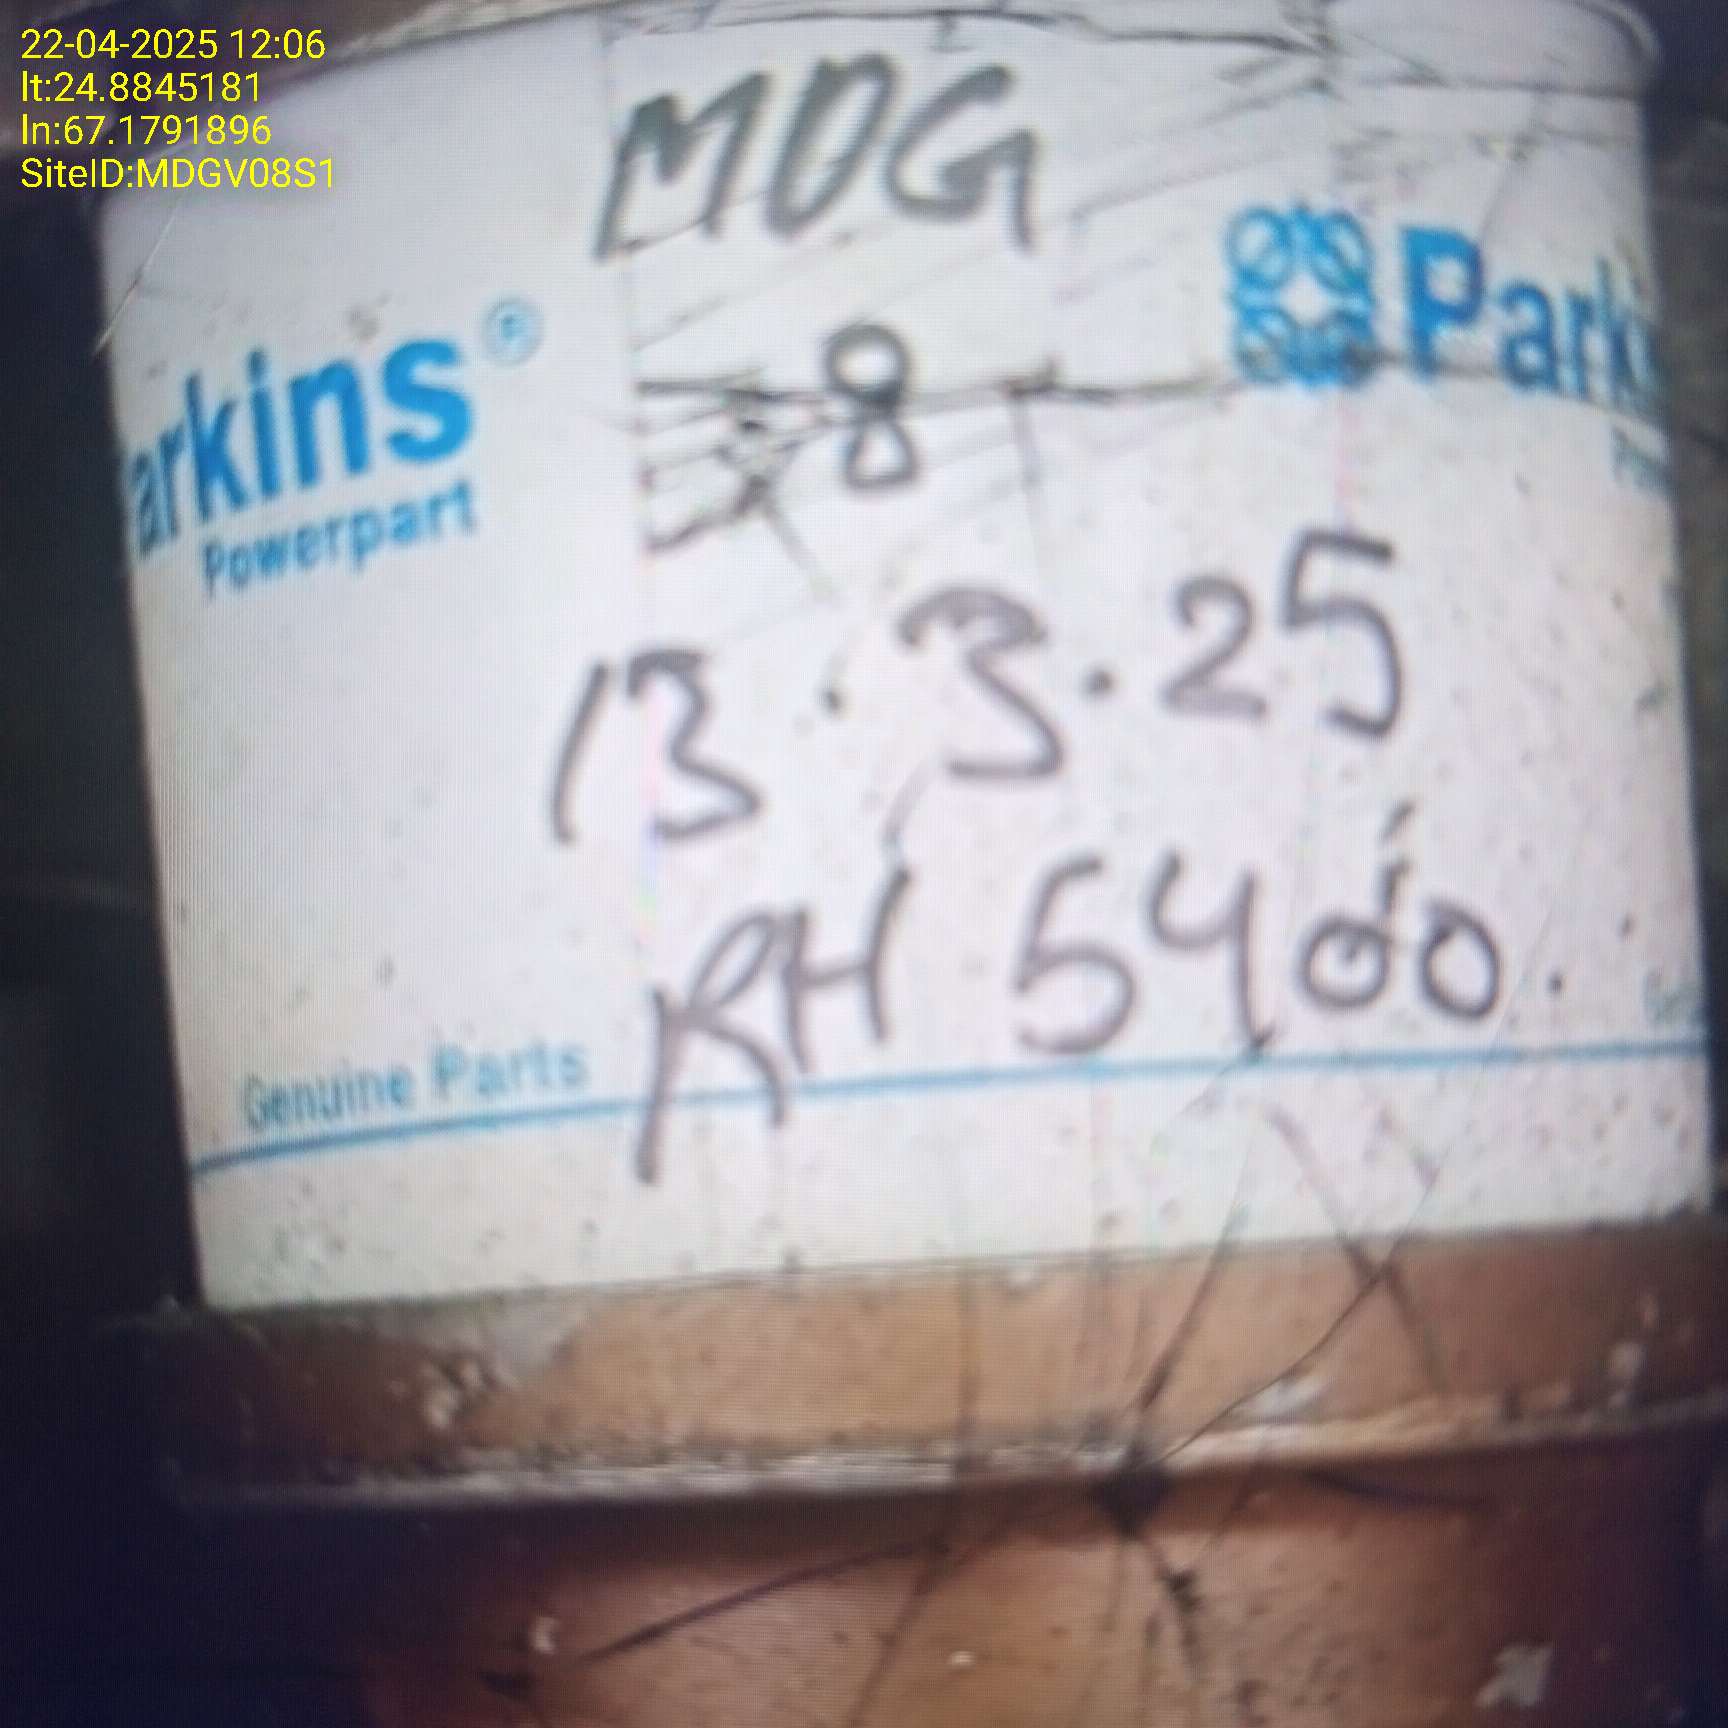 22-04-2025 12:06
lt:24.8845181
ln:67.1791896
SiteID:MDGV08S1
MDG
8
arkins®
Powerpart
Park
13.3.25
RH 5400.
Genuine Parts